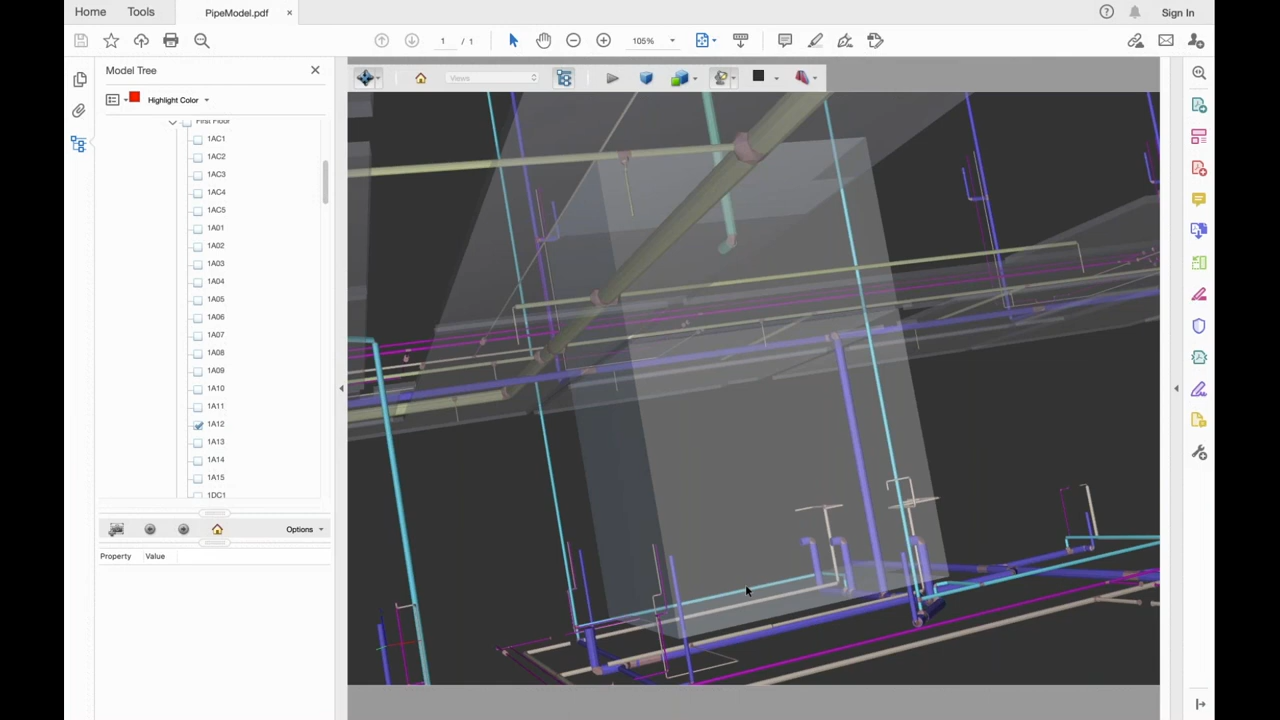 Home
Tools
PipeModel.pdf
Sign In
1 / 1
105%
Model Tree
Highlight Color
Views
First Floor
1AC1
1AC2
1AC3
1AC4
1AC5
1A01
1A02
1A03
1A04
1A05
1A06
1A07
1A08
1A09
1A10
1A11
1A12
1A13
1A14
1A15
1DC1
Options
Property Value